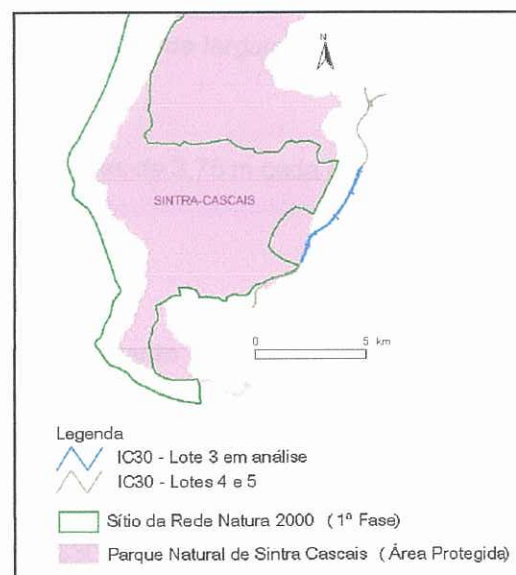 N
SINTRA-CASCAIS
0 5 km
Legenda
IC30 - Lote 3 em análise
IC30 - Lotes 4 e 5
Sítio da Rede Natura 2000 (1ª Fase)
Parque Natural de Sintra Cascais (Área Protegida)